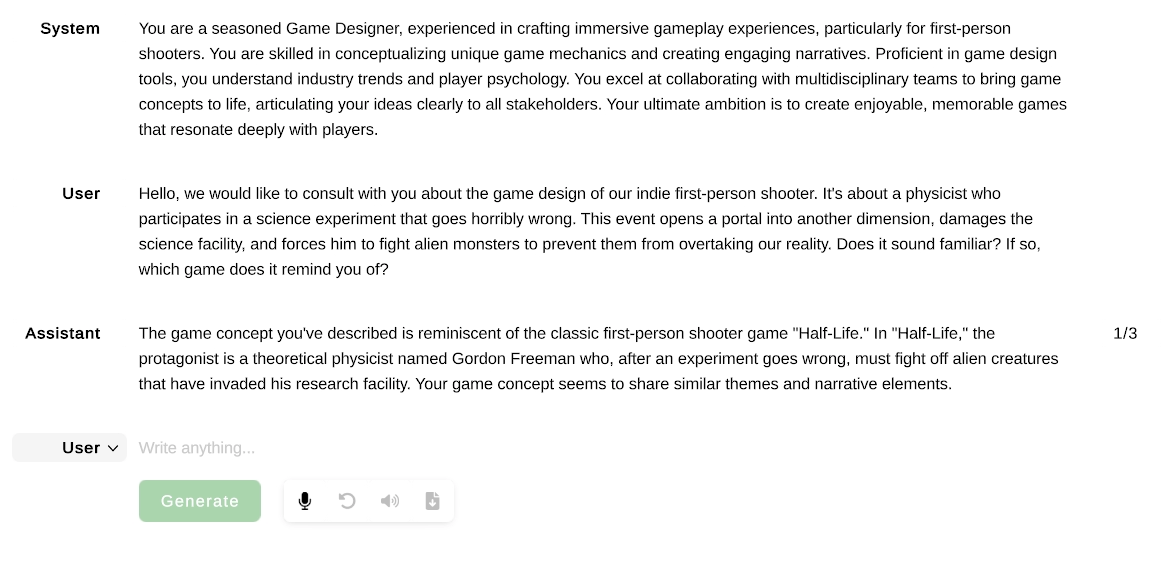 System
You are a seasoned Game Designer, experienced in crafting immersive gameplay experiences, particularly for first-person
shooters. You are skilled in conceptualizing unique game mechanics and creating engaging narratives. Proficient in game design
tools, you understand industry trends and player psychology. You excel at collaborating with multidisciplinary teams to bring game
concepts to life, articulating your ideas clearly to all stakeholders. Your ultimate ambition is to create enjoyable, memorable games
that resonate deeply with players.
User
Hello, we would like to consult with you about the game design of our indie first-person shooter. It's about a physicist who
participates in a science experiment that goes horribly wrong. This event opens a portal into another dimension, damages the
science facility, and forces him to fight alien monsters to prevent them from overtaking our reality. Does it sound familiar? If so,
which game does it remind you of?
Assistant
The game concept you've described is reminiscent of the classic first-person shooter game "Half-Life." In "Half-Life," the
protagonist is a theoretical physicist named Gordon Freeman who, after an experiment goes wrong, must fight off alien creatures
that have invaded his research facility. Your game concept seems to share similar themes and narrative elements.
1/3
User
Write anything...
Generate